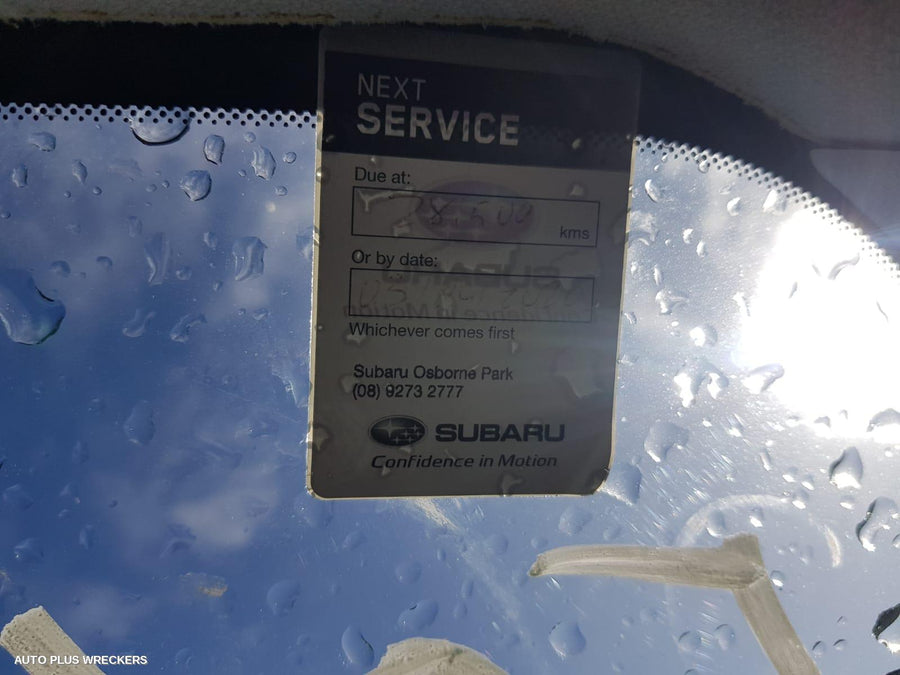 NEXT
SERVICE
Due at:
kms
Or by date:
Whichever comes first
Subaru Osborne Park
(08) 9273 2777
SUBARU
Confidence in Motion
AUTO PLUS WRECKERS